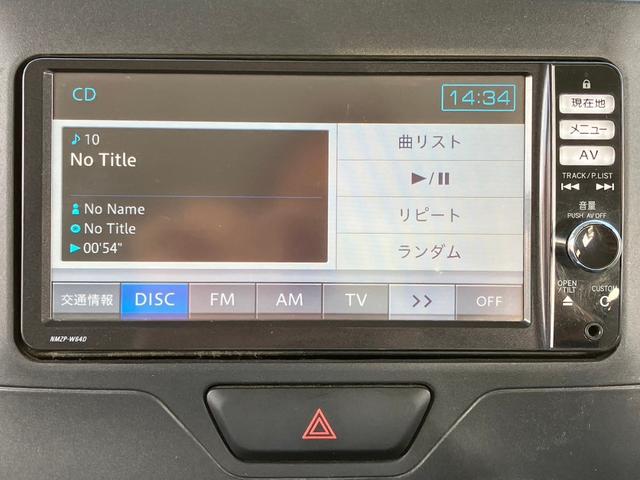 CD
14:34
10
No Title
No Name
No Title
00'54"
曲リスト
▶/❚❚
リピート
ランダム
交通情報 DISC FM AM TV >> OFF
NMZP-W64D
現在地
メニュー
AV
TRACK/P.LIST
音量
PUSH AV OFF
OPEN/TILT
CUSTOM
C